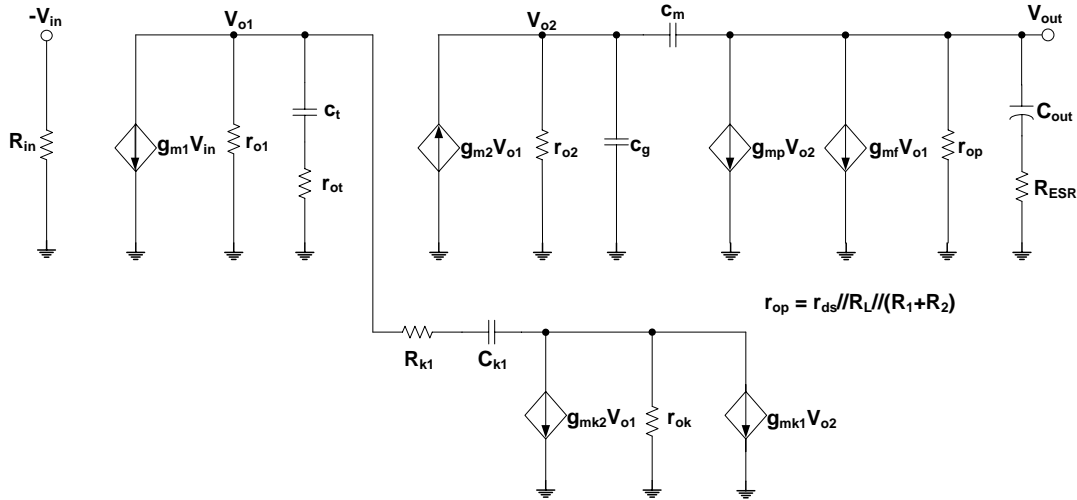 -Vin
Vo1
Vo2
cm
Vout
Rin
gm1Vin
ro1
ct
rot
gm2Vo1
ro2
cg
gmpVo2
gmfVo1
rop
Cout
RESR
rop = rds//RL//(R1+R2)
Rk1
Ck1
gmk2Vo1
rok
gmk1Vo2